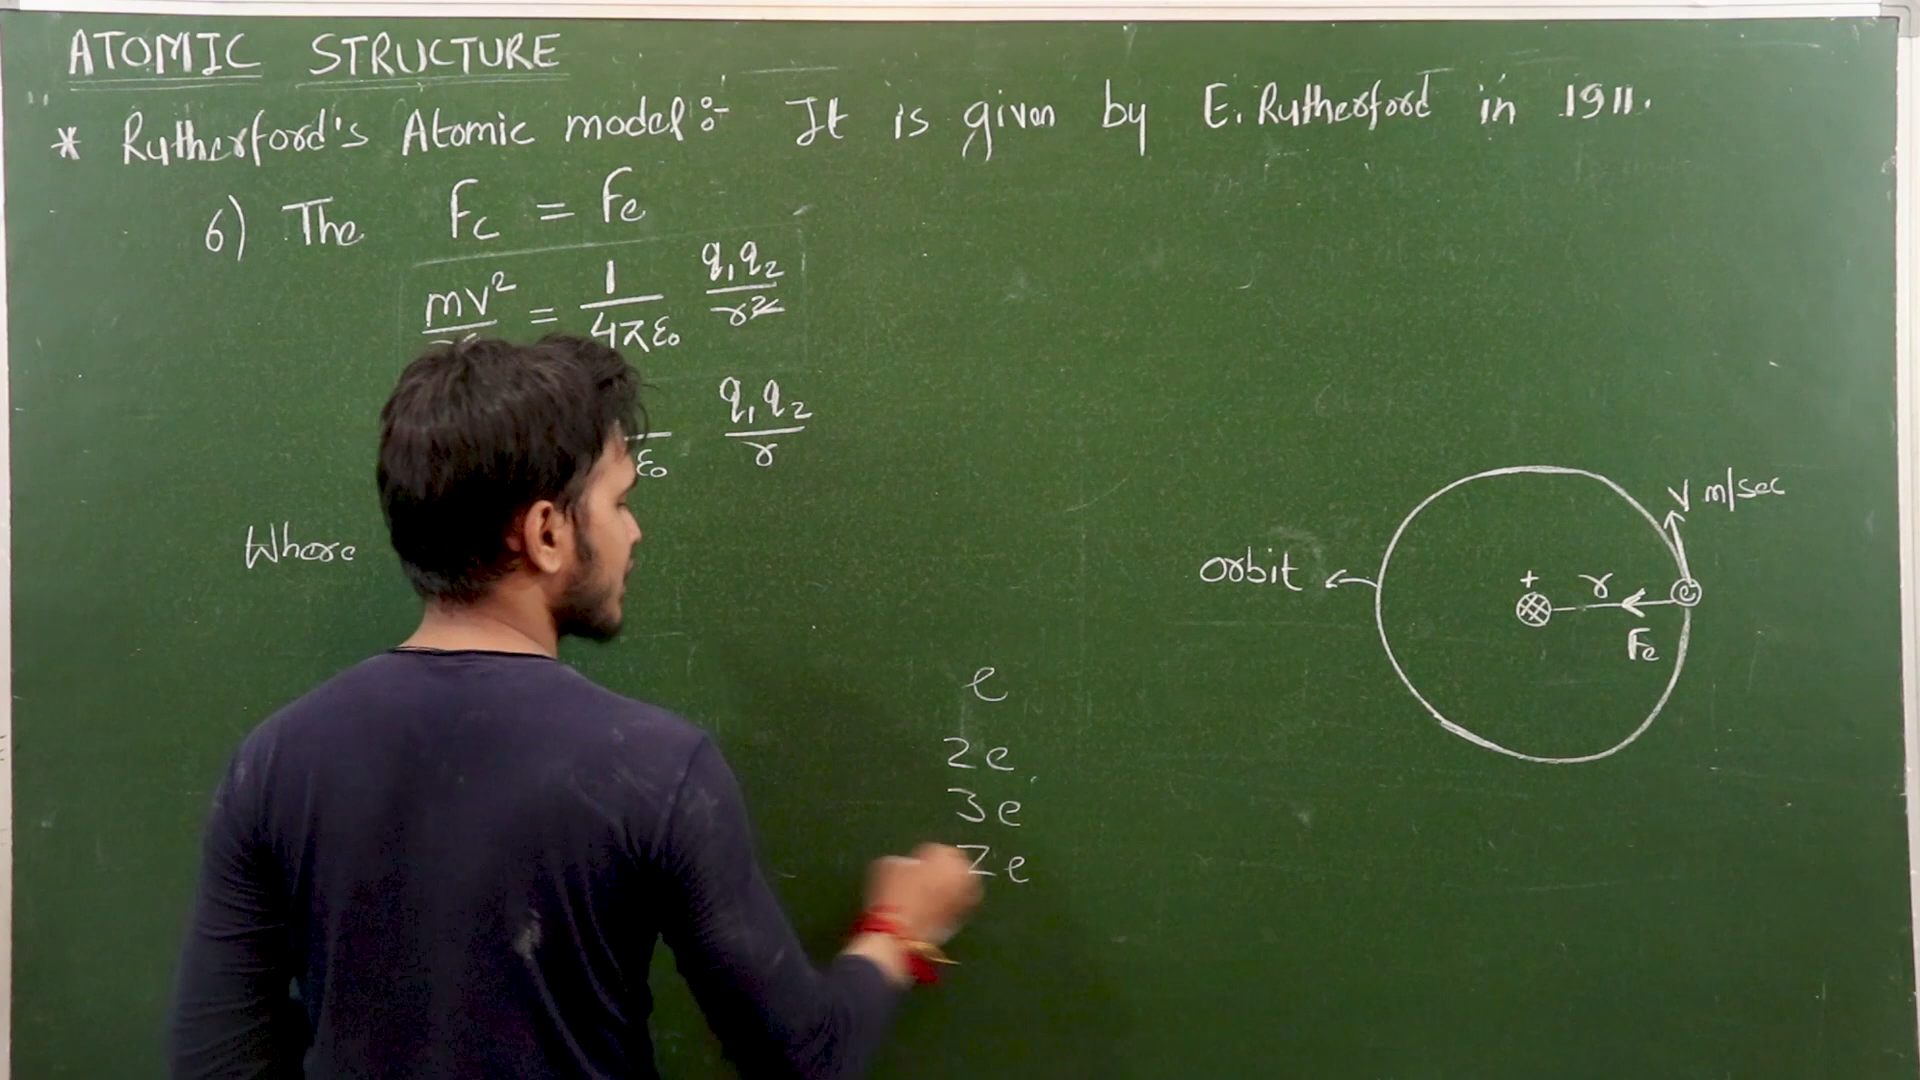 ATOMIC STRUCTURE
* Rutherford's Atomic model :- It is given by E. Rutherford in 1911.
6) The Fc = Fe
mv² = 1 q₁q₂
4πε₀ r²
q₁q₂
ε₀ r
Where
V m/sec
orbit
+ r e
Fe
e
2e
3e
Ze